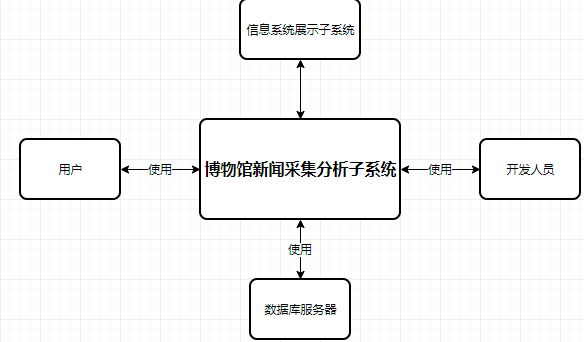 信息系统展示子系统
用户
使用
博物馆新闻采集分析子系统
使用
开发人员
使用
数据库服务器